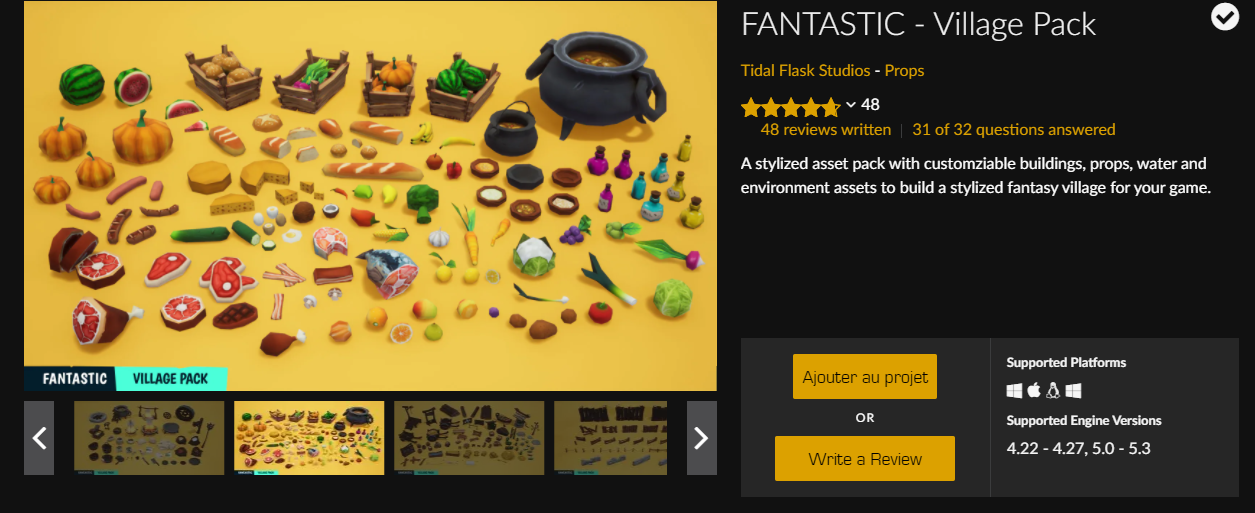 FANTASTIC - Village Pack
Tidal Flask Studios - Props
48
48 reviews written | 31 of 32 questions answered
A stylized asset pack with customziable buildings, props, water and
environment assets to build a stylized fantasy village for your game.
FANTASTIC VILLAGE PACK
Ajouter au projet
OR
Write a Review
Supported Platforms
Supported Engine Versions
4.22 - 4.27, 5.0 - 5.3